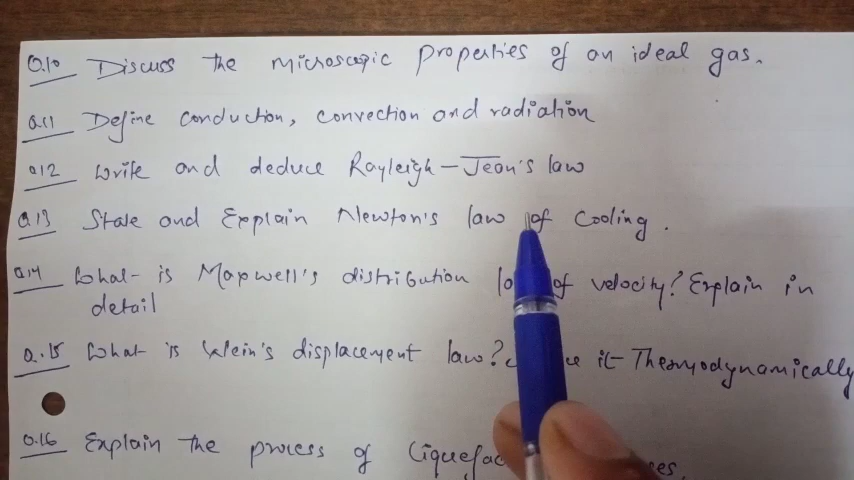 Q.10 Discuss the microscopic properties of an ideal gas.
Q.11 Define conduction, convection and radiation
Q.12 Write and deduce Rayleigh-Jean's law
Q.13 State and Explain Newton's law of Cooling.
Q.14 What is Maxwell's distribution of velocity? Explain in
detail
Q.15 What is Wein's displacement law? it Thermodynamically
Q.16 Explain the process of